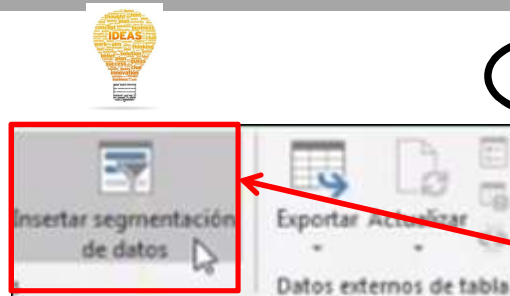 IDEAS
Insertar segmentación
de datos
Exportar Actualizar
Datos externos de tabla